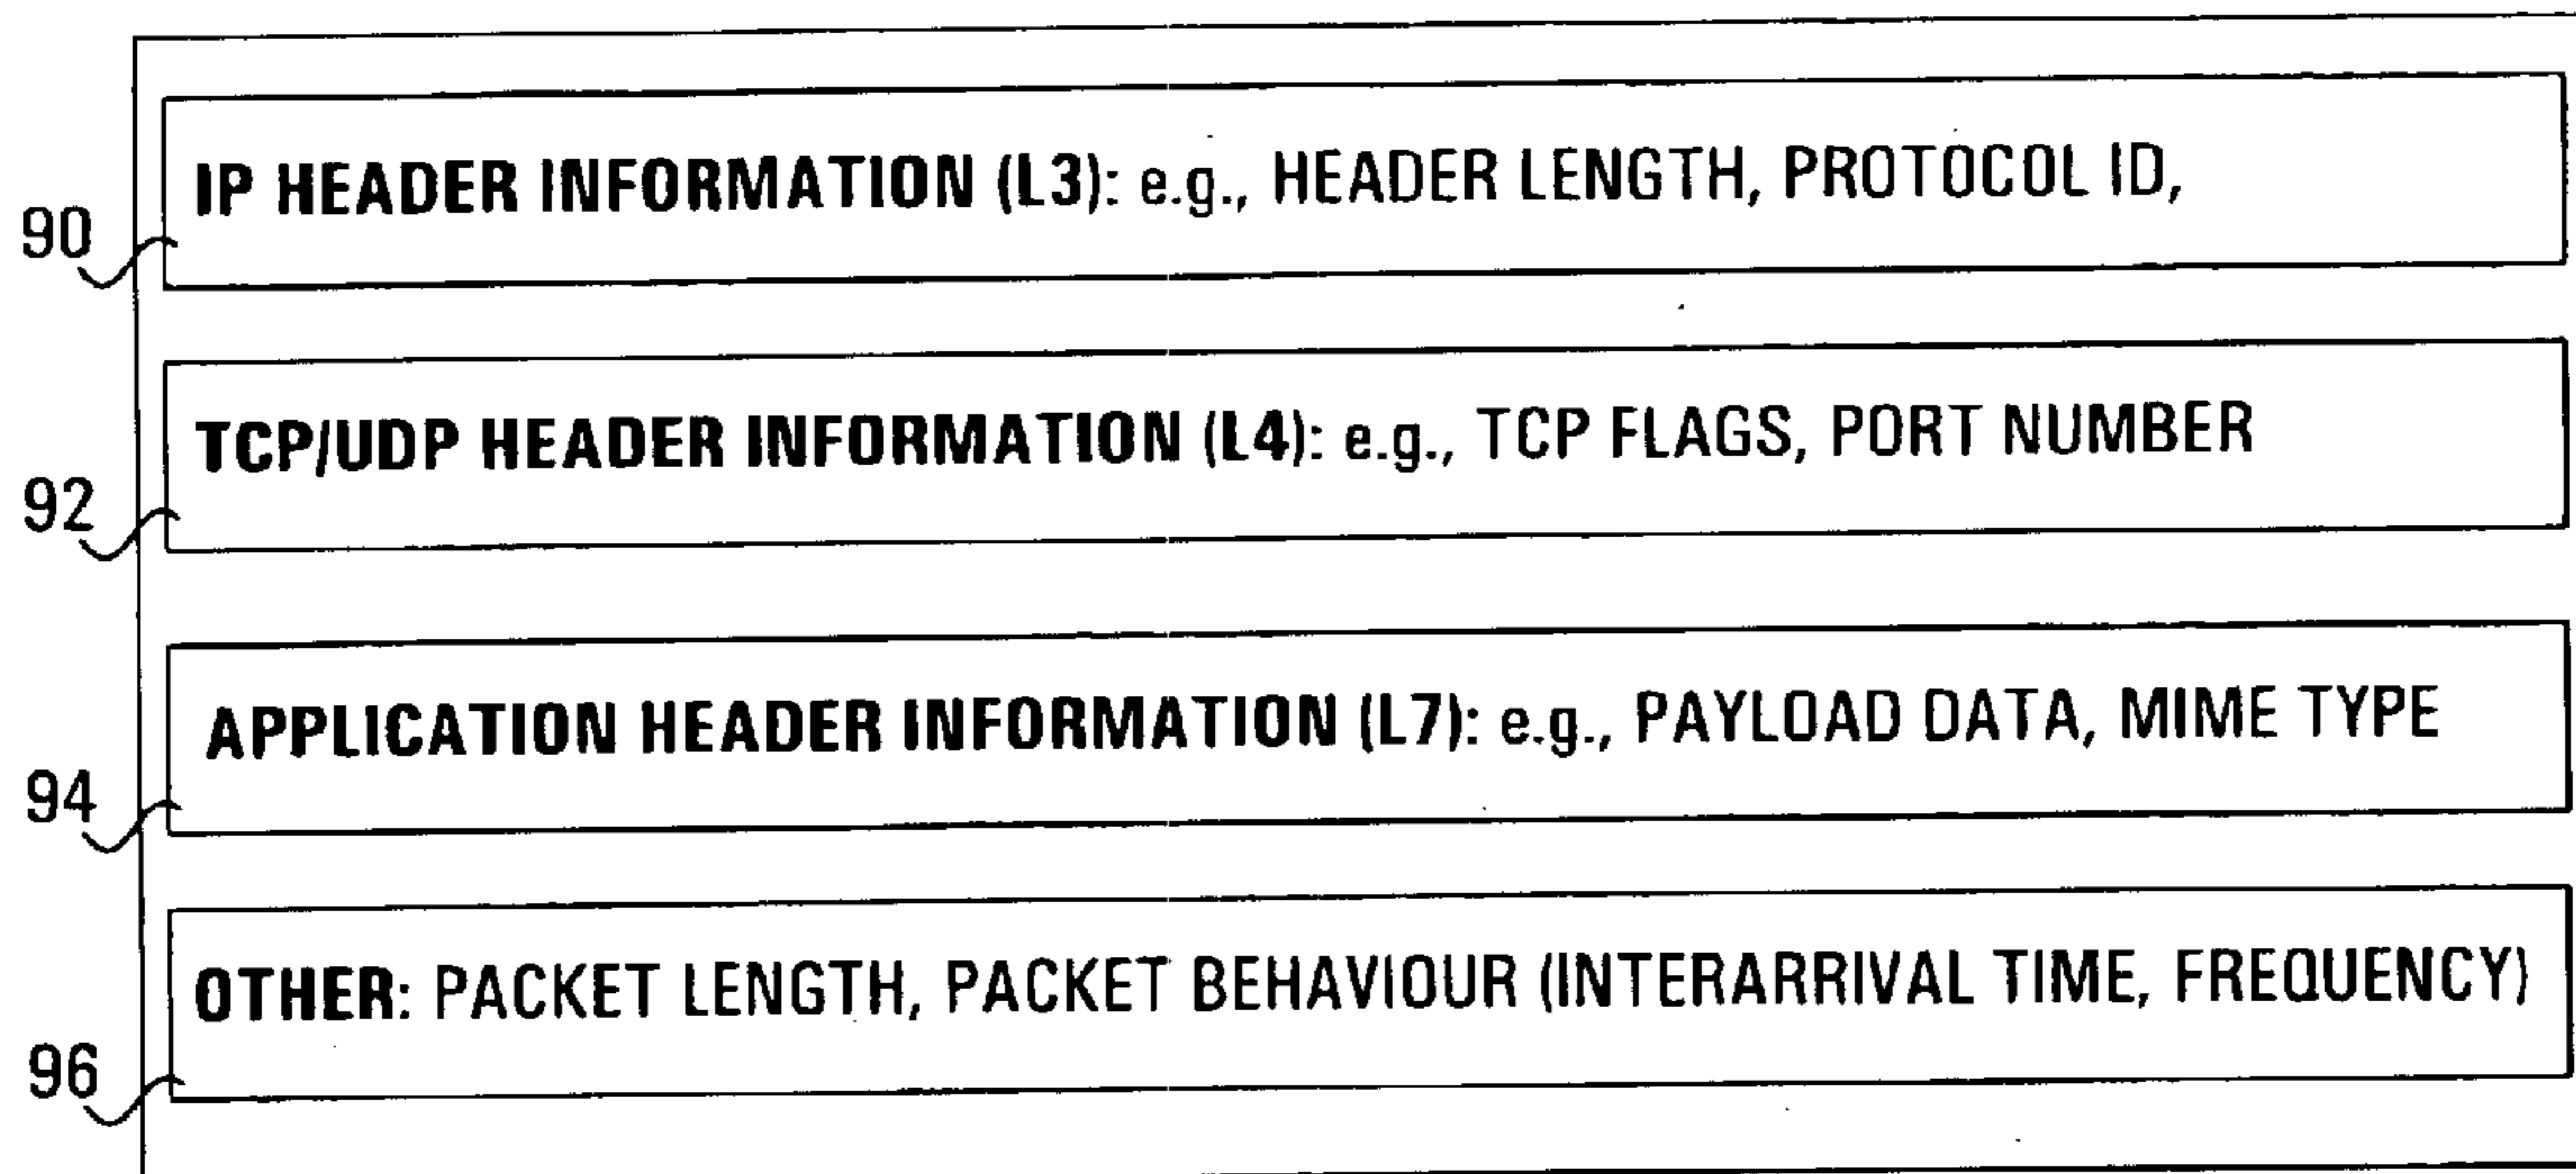 IP HEADER INFORMATION (L3): e.g., HEADER LENGTH, PROTOCOL ID,
90
TCP/UDP HEADER INFORMATION (L4): e.g., TCP FLAGS, PORT NUMBER
92
APPLICATION HEADER INFORMATION (L7): e.g., PAYLOAD DATA, MIME TYPE
94
OTHER: PACKET LENGTH, PACKET BEHAVIOUR (INTERARRIVAL TIME, FREQUENCY)
96